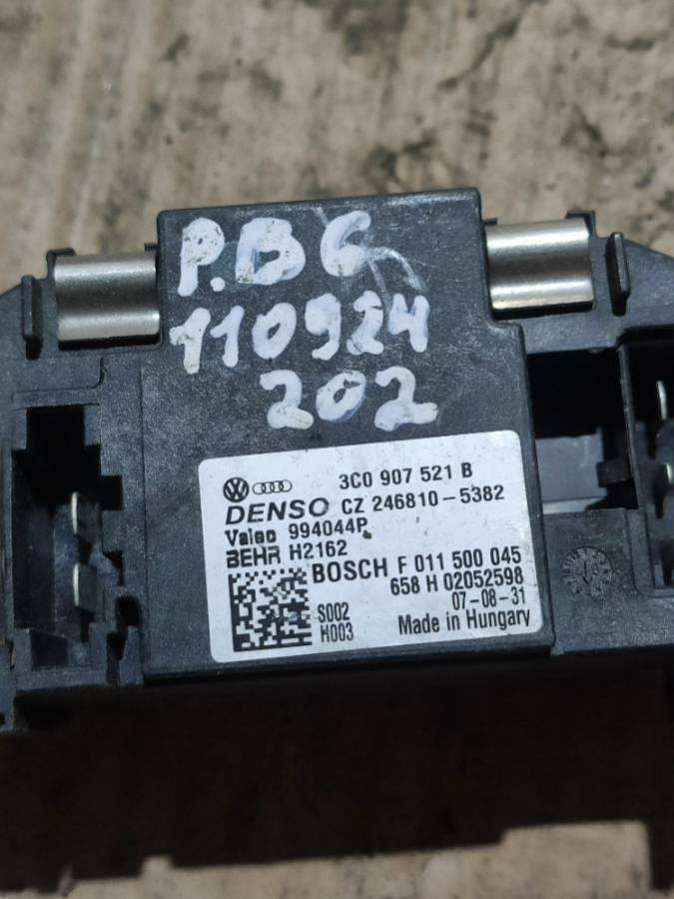 P.B6
110924
202
3C0 907 521 B
DENSO CZ 246810-5382
Valeo 994044P
BEHR H2162
BOSCH F 011 500 045
658 H 02052598
S002 07-08-31
H003 Made in Hungary